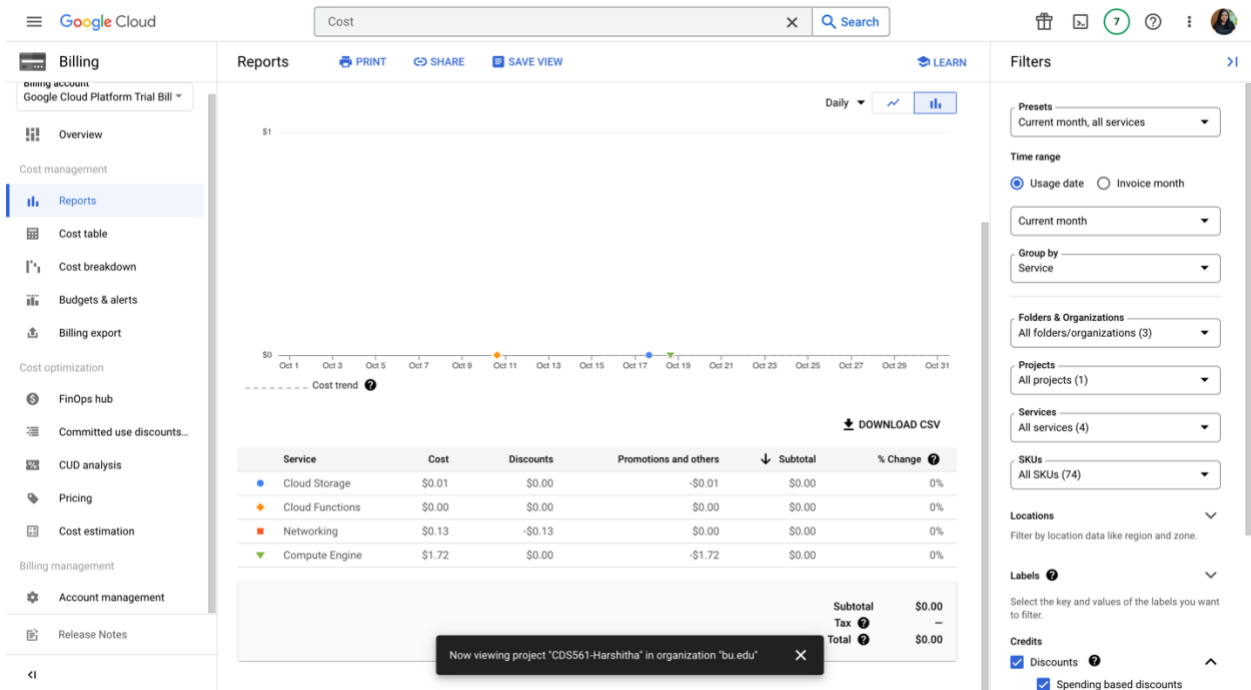 Google Cloud
Cost
Search
7
Billing
Reports
PRINT
SHARE
SAVE VIEW
LEARN
Filters
Billing account
Google Cloud Platform Trial Bill
Overview
Cost management
Reports
Cost table
Cost breakdown
Budgets & alerts
Billing export
Cost optimization
FinOps hub
Committed use discounts...
CUD analysis
Pricing
Cost estimation
Billing management
Account management
Release Notes
Daily
$1
$0
Oct 1 Oct 3 Oct 5 Oct 7 Oct 9 Oct 11 Oct 13 Oct 15 Oct 17 Oct 19 Oct 21 Oct 23 Oct 25 Oct 27 Oct 29 Oct 31
Cost trend ?
DOWNLOAD CSV
Service Cost Discounts Promotions and others Subtotal % Change ?
Cloud Storage $0.01 $0.00 -$0.01 $0.00 0%
Cloud Functions $0.00 $0.00 $0.00 $0.00 0%
Networking $0.13 -$0.13 $0.00 $0.00 0%
Compute Engine $1.72 $0.00 -$1.72 $0.00 0%
Subtotal $0.00
Tax ? —
Total ? $0.00
Now viewing project "CDS561-Harshitha" in organization "bu.edu"
Presets
Current month, all services
Time range
Usage date Invoice month
Current month
Group by
Service
Folders & Organizations
All folders/organizations (3)
Projects
All projects (1)
Services
All services (4)
SKUs
All SKUs (74)
Locations
Filter by location data like region and zone.
Labels ?
Select the key and values of the labels you want
to filter.
Credits
Discounts ?
Spending based discounts